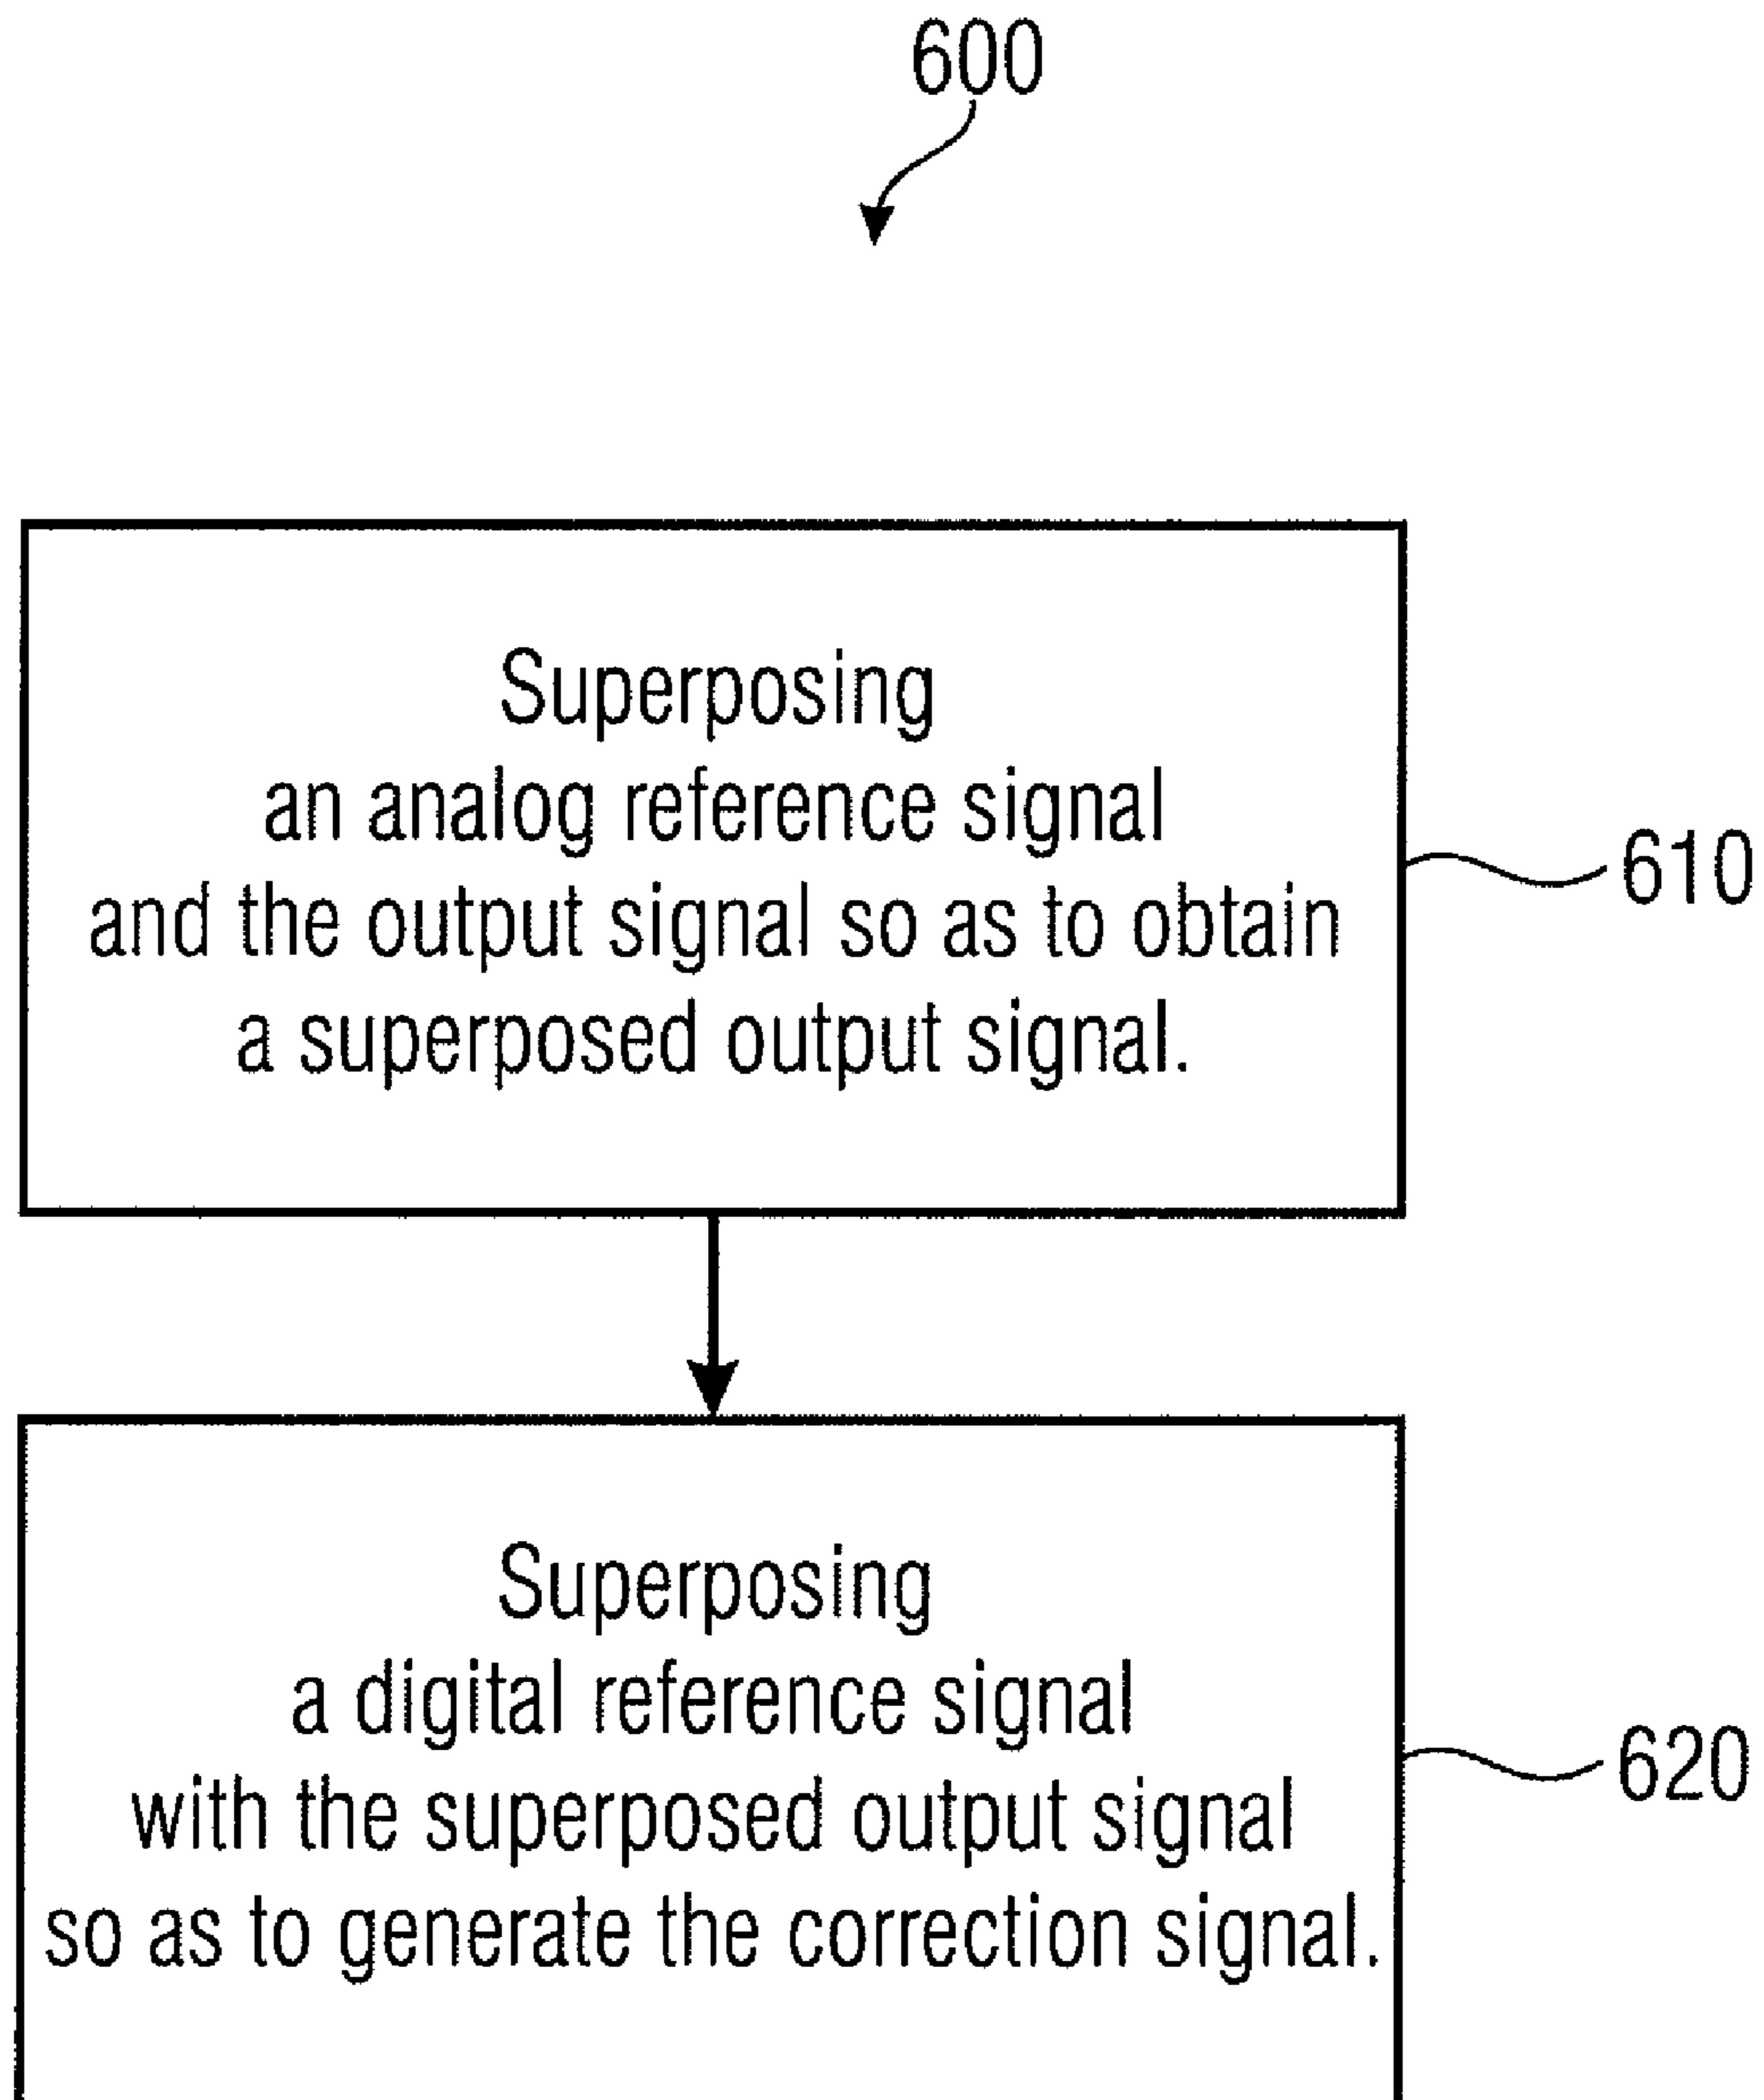 600
Superposing
an analog reference signal
and the output signal so as to obtain
a superposed output signal.
610
Superposing
a digital reference signal
with the superposed output signal
so as to generate the correction signal.
620